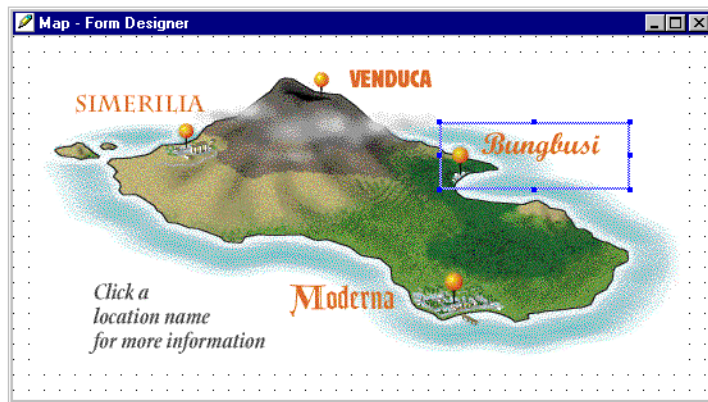 Map - Form Designer
VENDUCA
SIMERILIA
Bungbusi
Moderna
Click a
location name
for more information